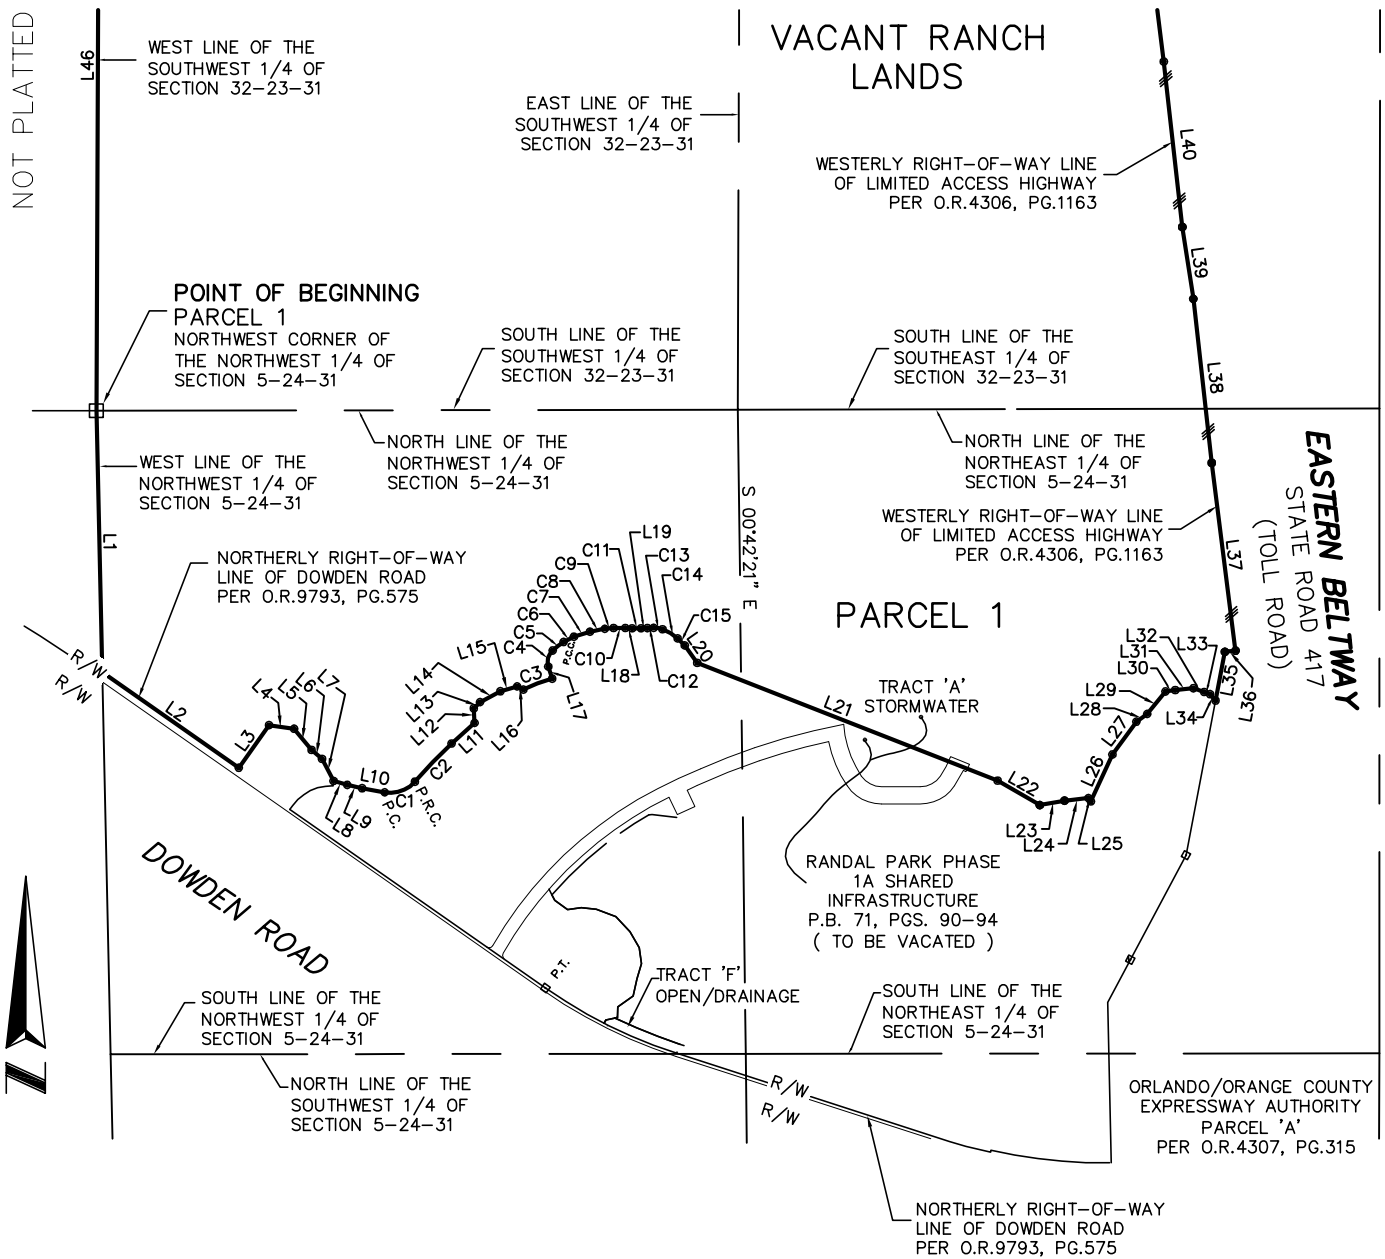 NOT PLATTED
L46
WEST LINE OF THE
SOUTHWEST 1/4 OF
SECTION 32-23-31
EAST LINE OF THE
SOUTHWEST 1/4 OF
SECTION 32-23-31
VACANT RANCH
LANDS
WESTERLY RIGHT-OF-WAY LINE
OF LIMITED ACCESS HIGHWAY
PER O.R.4306, PG.1163
L40
L39
POINT OF BEGINNING
PARCEL 1
NORTHWEST CORNER OF
THE NORTHWEST 1/4 OF
SECTION 5-24-31
SOUTH LINE OF THE
SOUTHWEST 1/4 OF
SECTION 32-23-31
SOUTH LINE OF THE
SOUTHEAST 1/4 OF
SECTION 32-23-31
L38
WEST LINE OF THE
NORTHWEST 1/4 OF
SECTION 5-24-31
NORTH LINE OF THE
NORTHWEST 1/4 OF
SECTION 5-24-31
NORTH LINE OF THE
NORTHEAST 1/4 OF
SECTION 5-24-31
EASTERN BELTWAY
STATE ROAD 417
(TOLL ROAD)
S 00°42'21" E
WESTERLY RIGHT-OF-WAY LINE
OF LIMITED ACCESS HIGHWAY
PER O.R.4306, PG.1163
L37
L1
NORTHERLY RIGHT-OF-WAY
LINE OF DOWDEN ROAD
PER O.R.9793, PG.575
PARCEL 1
R/W
R/W
L2
L3
L4
L5
L6
L7
L8
L9
L10
P.C.
C1
P.R.C.
C2
L11
L12
L13
L14
L15
L16
C3
L17
C4
C5
P.C.C.
C6
C7
C8
C9
C10
C11
L18
L19
C12
C13
C14
C15
L20
L21
TRACT 'A'
STORMWATER
L22
L23
L24
L25
L26
L27
L28
L29
L30
L31
L32
L33
L34
L35
L36
RANDAL PARK PHASE
1A SHARED
INFRASTRUCTURE
P.B. 71, PGS. 90-94
( TO BE VACATED )
DOWDEN ROAD
P.T.
TRACT 'F'
OPEN/DRAINAGE
SOUTH LINE OF THE
NORTHWEST 1/4 OF
SECTION 5-24-31
SOUTH LINE OF THE
NORTHEAST 1/4 OF
SECTION 5-24-31
N
NORTH LINE OF THE
SOUTHWEST 1/4 OF
SECTION 5-24-31
R/W
R/W
ORLANDO/ORANGE COUNTY
EXPRESSWAY AUTHORITY
PARCEL 'A'
PER O.R.4307, PG.315
NORTHERLY RIGHT-OF-WAY
LINE OF DOWDEN ROAD
PER O.R.9793, PG.575